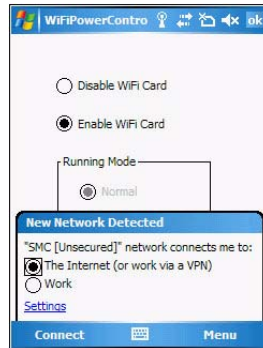 WiFiPowerContro
ok
Disable WiFi Card
Enable WiFi Card
Running Mode
Normal
New Network Detected
"SMC [Unsecured]" network connects me to:
The Internet (or work via a VPN)
Work
Settings
Connect
Menu